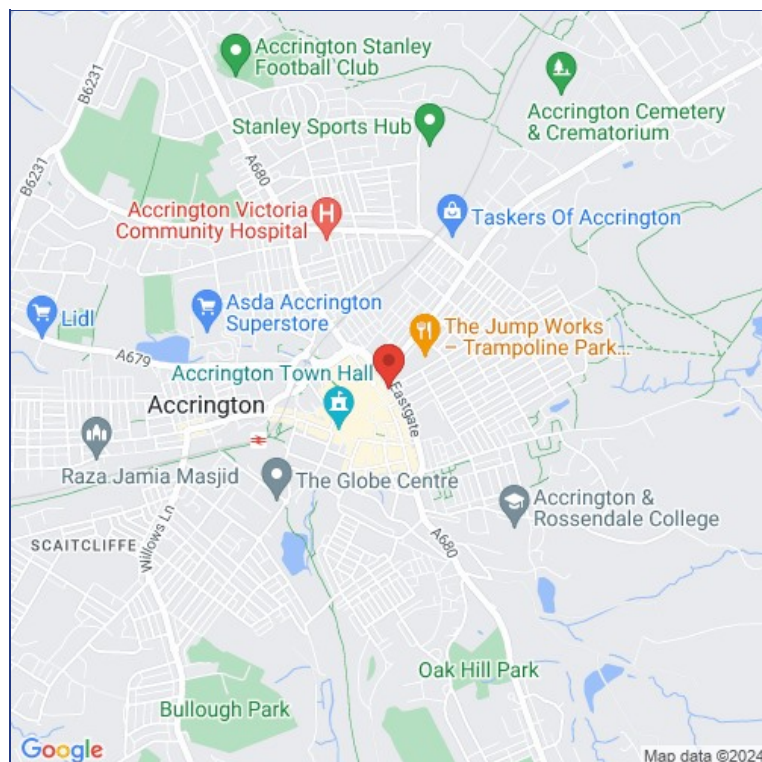 Accrington Stanley
Football Club
B6231
Stanley Sports Hub
Accrington Cemetery
& Crematorium
B6231
A680
Accrington Victoria
Community Hospital
H
Taskers Of Accrington
Lidl
Asda Accrington
Superstore
The Jump Works
– Trampoline Park...
A679
Accrington Town Hall
Eastgate
Accrington
Raza Jamia Masjid
The Globe Centre
Accrington &
Rossendale College
SCAITCLIFFE
Willows Ln
A680
Oak Hill Park
Bullough Park
Google
Map data ©2024